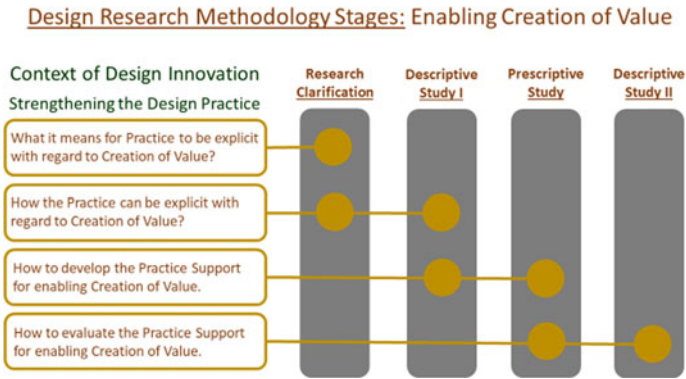 Design Research Methodology Stages: Enabling Creation of Value
Context of Design Innovation
Strengthening the Design Practice
Research
Clarification
Descriptive
Study I
Prescriptive
Study
Descriptive
Study II
What it means for Practice to be explicit
with regard to Creation of Value?
How the Practice can be explicit with
regard to Creation of Value?
How to develop the Practice Support
for enabling Creation of Value.
How to evaluate the Practice Support
for enabling Creation of Value.